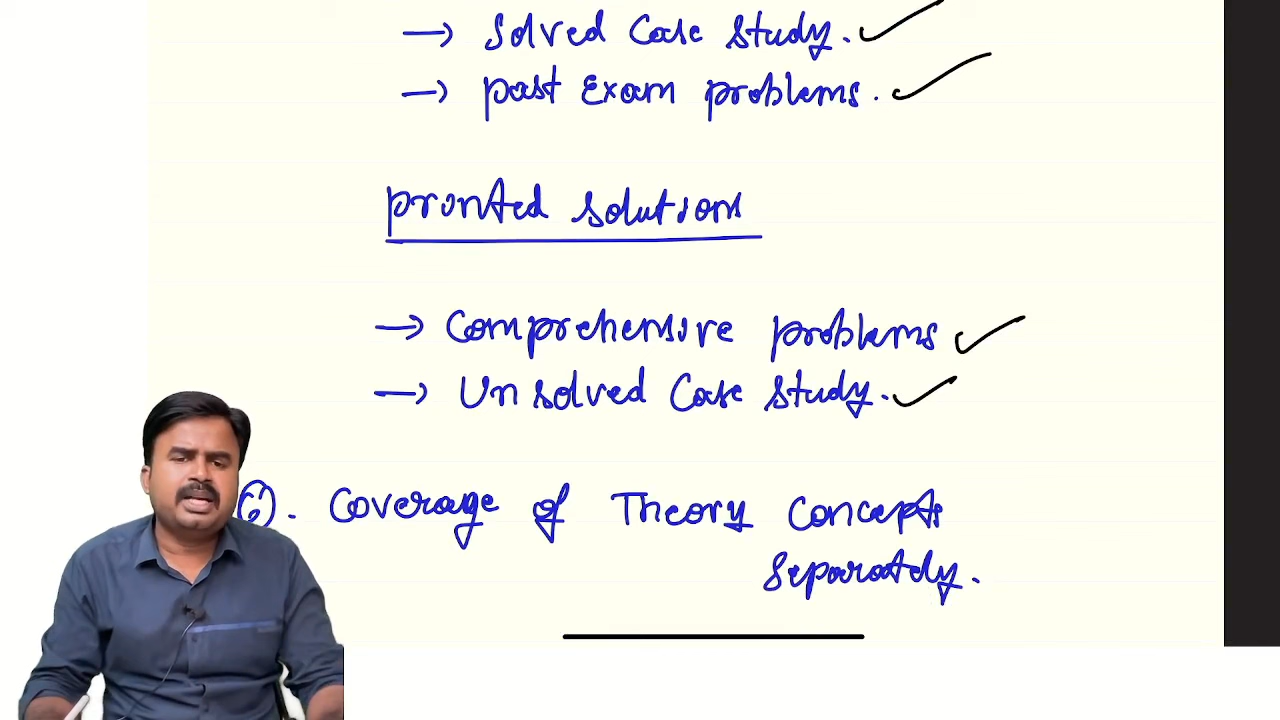 → Solved Case Study.
→ Past Exam problems.
Printed Solutions
→ Comprehensive problems
→ Unsolved Case Study.
6). Coverage of Theory Concepts
Separately.